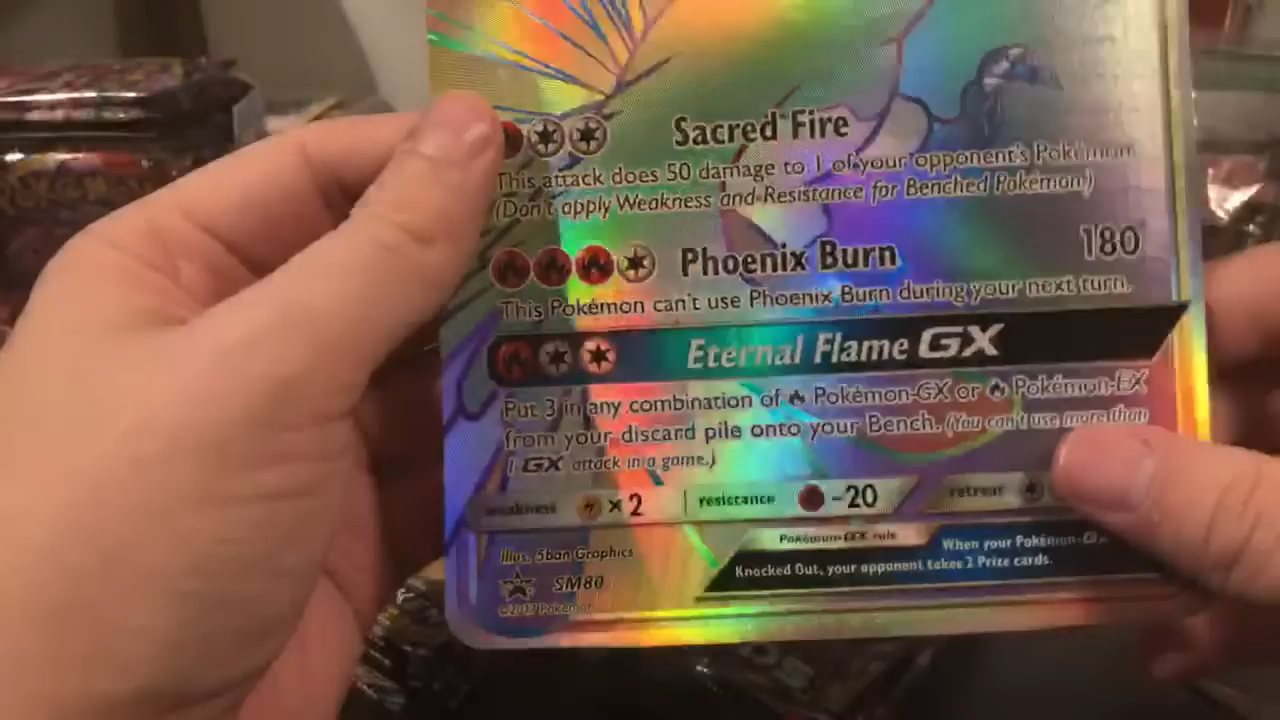 POKÉMON
Sacred Fire
This attack does 50 damage to 1 of your opponent's Pokémon.
(Don't apply Weakness and Resistance for Benched Pokémon.)
Phoenix Burn 180
This Pokémon can't use Phoenix Burn during your next turn.
Eternal Flame GX
Put 3 in any combination of Pokémon-GX or Pokémon-EX
from your discard pile onto your Bench. (You can't use more than
1 GX attack in a game.)
weakness ×2 resistance -20 retreat
Illus. 5ban Graphics
Pokémon-GX rule When your Pokémon-GX
SM80
Knocked Out, your opponent takes 2 Prize cards.
©2017 Pokémon